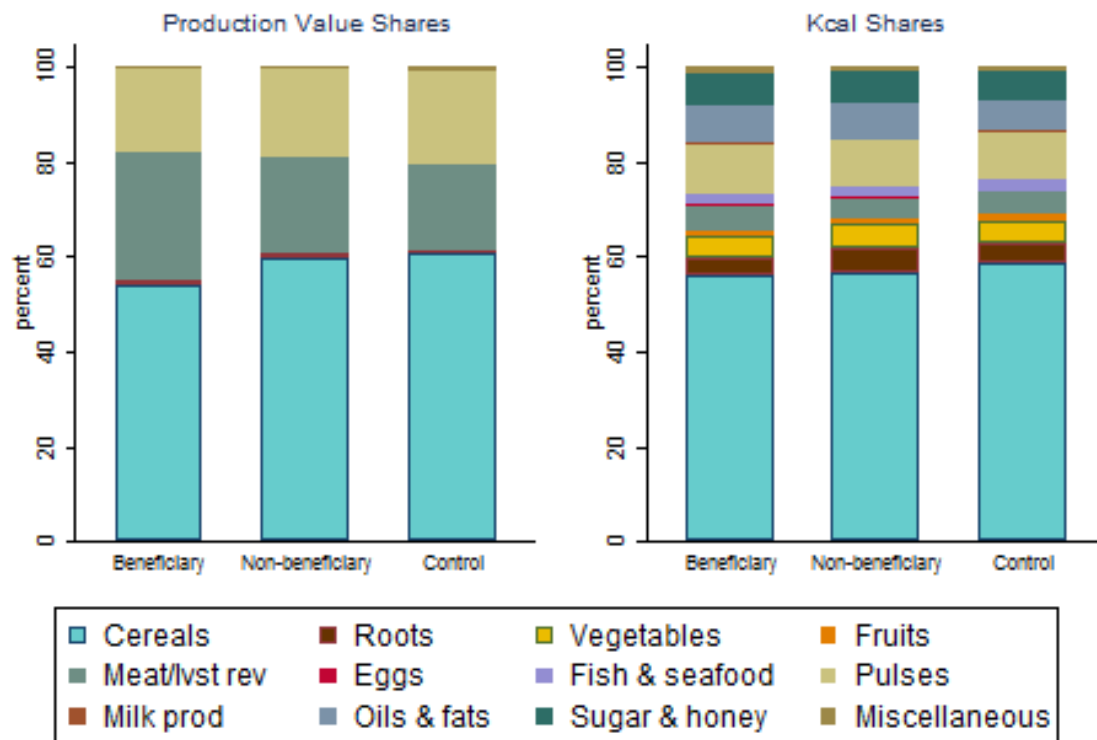 Production Value Shares
percent
0
20
40
60
80
100
Beneficiary Non-beneficiary Control
Kcal Shares
percent
0
20
40
60
80
100
Beneficiary Non-beneficiary Control
Cereals Roots Vegetables Fruits
Meat/lvst rev Eggs Fish & seafood Pulses
Milk prod Oils & fats Sugar & honey Miscellaneous